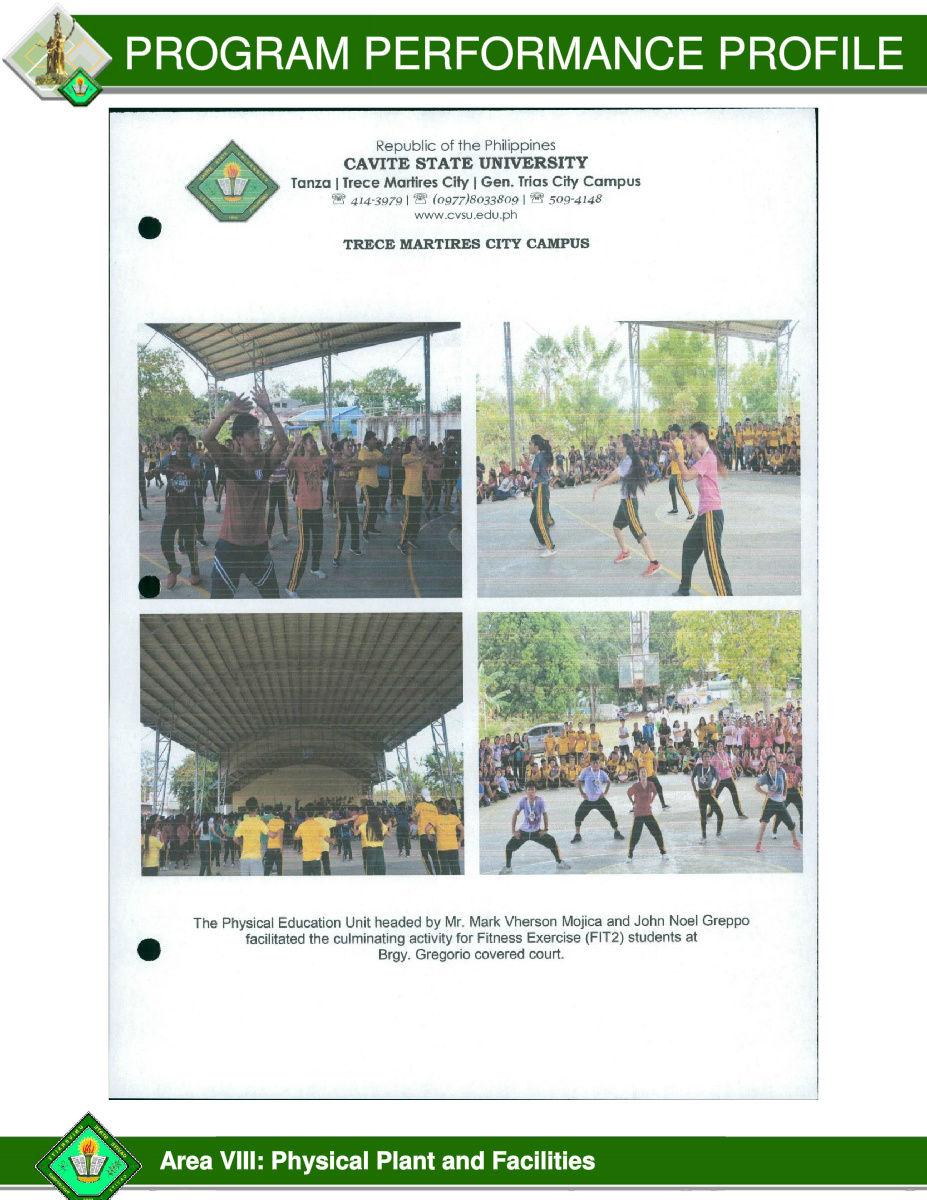 PROGRAM PERFORMANCE PROFILE
Republic of the Philippines
CAVITE STATE UNIVERSITY
Tanza | Trece Martires City | Gen. Trias City Campus
☏ 414-3979 | ☏ (0977)8033809 | ☏ 509-4148
www.cvsu.edu.ph
TRECE MARTIRES CITY CAMPUS
The Physical Education Unit headed by Mr. Mark Vherson Mojica and John Noel Greppo
facilitated the culminating activity for Fitness Exercise (FIT2) students at
Brgy. Gregorio covered court.
Area VIII: Physical Plant and Facilities